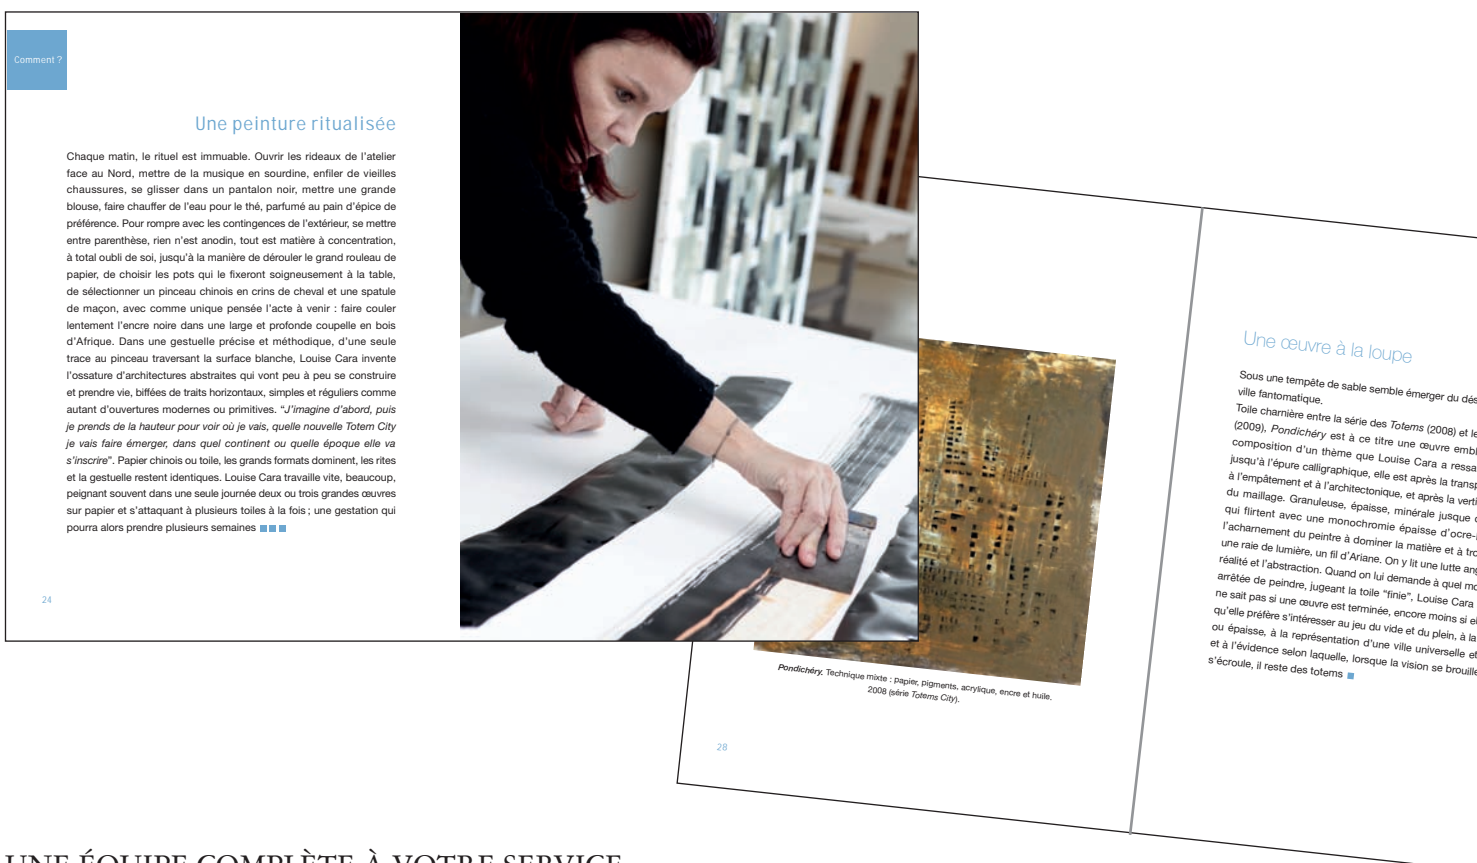 Comment ?
Une peinture ritualisée
Chaque matin, le rituel est immuable. Ouvrir les rideaux de l'atelier
face au Nord, mettre de la musique en sourdine, enfiler de vieilles
chaussures, se glisser dans un pantalon noir, mettre une grande
blouse, faire chauffer de l'eau pour le thé, parfumé au pain d'épice de
préférence. Pour rompre avec les contingences de l'extérieur, se mettre
entre parenthèse, rien n'est anodin, tout est matière à concentration,
à total oubli de soi, jusqu'à la manière de dérouler le grand rouleau de
papier, de choisir les pots qui le fixeront soigneusement à la table,
de sélectionner un pinceau chinois en crins de cheval et une spatule
de maçon, avec comme unique pensée l'acte à venir : faire couler
lentement l'encre noire dans une large et profonde coupelle en bois
d'Afrique. Dans une gestuelle précise et méthodique, d'une seule
trace au pinceau traversant la surface blanche, Louise Cara invente
l'ossature d'architectures abstraites qui vont peu à peu se construire
et prendre vie, biffées de traits horizontaux, simples et réguliers comme
autant d'ouvertures modernes ou primitives. “J'imagine d'abord, puis
je prends de la hauteur pour voir où je vais, quelle nouvelle Totem City
je vais faire émerger, dans quel continent ou quelle époque elle va
s'inscrire”. Papier chinois ou toile, les grands formats dominent, les rites
et la gestuelle restent identiques. Louise Cara travaille vite, beaucoup,
peignant souvent dans une seule journée deux ou trois grandes œuvres
sur papier et s'attaquant à plusieurs toiles à la fois ; une gestation qui
pourra alors prendre plusieurs semaines
24
Pondichéry. Technique mixte : papier, pigments, acrylique, encre et huile.
2008 (série Totems City).
28
Une œuvre à la loupe
Sous une tempête de sable semble émerger du
ville fantomatique.
Toile charnière entre la série des Totems (2008) et
(2009), Pondichéry est à ce titre une œuvre
composition d'un thème que Louise Cara a
jusqu'à l'épure calligraphique, elle est après la
à l'empâtement et à l'architectonique, et après la
du maillage. Granuleuse, épaisse, minérale jusque
qui flirtent avec une monochromie épaisse
l'acharnement du peintre à dominer la matière et à
une raie de lumière, un fil d'Ariane. On y lit une lutte
réalité et l'abstraction. Quand on lui demande à quel
arrêtée de peindre, jugeant la toile “finie”, Louise Cara
ne sait pas si une œuvre est terminée, encore moins si
qu'elle préfère s'intéresser au jeu du vide et du plein, à la
ou épaisse, à la représentation d'une ville universelle et
et à l'évidence selon laquelle, lorsque la vision se brouille
s'écroule, il reste des totems
UNE ÉQUIPE COMPLÈTE À VOTRE SERVICE